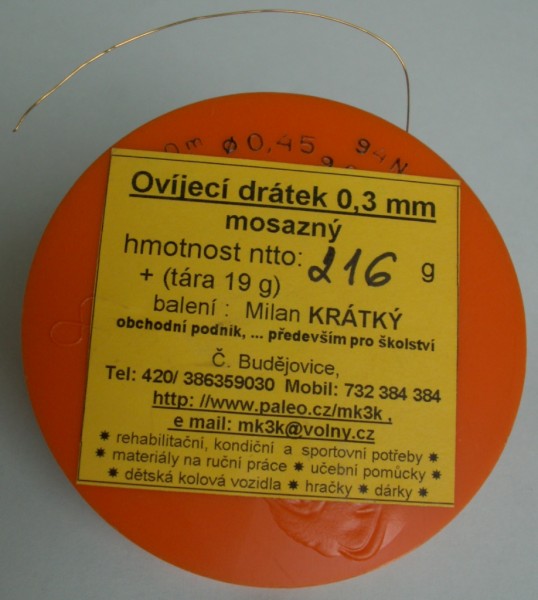 0m ø0,45 94N
Ovíjecí drátek 0,3 mm
mosazný
hmotnost ntto: 216 g
+ (tára 19 g)
balení : Milan KRÁTKÝ
obchodní podnik, ... především pro školství
Č. Budějovice,
Tel: 420/ 386359030 Mobil: 732 384 384
http: //www.paleo.cz/mk3k ,
e mail: mk3k@volny.cz
✷ rehabilitační, kondiční a sportovní potřeby ✷
✷ materiály na ruční práce ✷ učební pomůcky ✷
✷ dětská kolová vozidla ✷ hračky ✷ dárky ✷